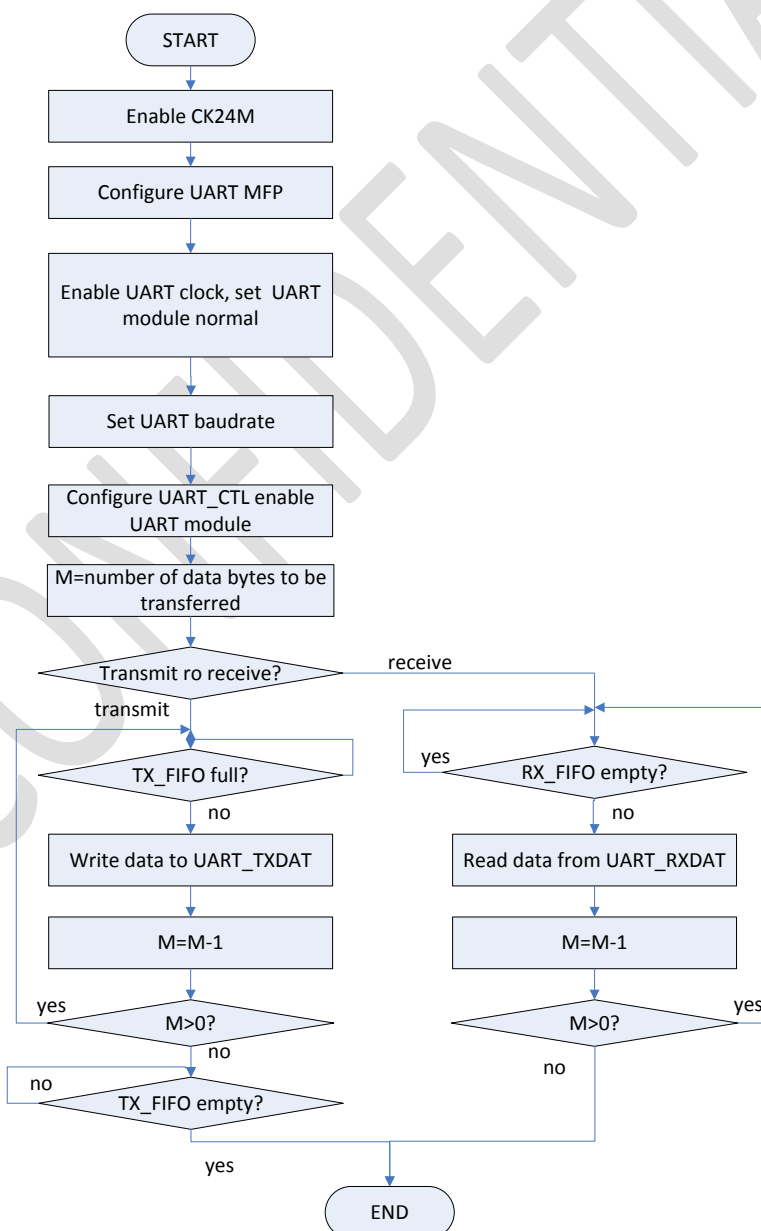 START
Enable CK24M
Configure UART MFP
Enable UART clock, set UART
module normal
Set UART baudrate
Configure UART_CTL enable
UART module
M=number of data bytes to be
transferred
Transmit ro receive?
receive
transmit
TX_FIFO full?
no
Write data to UART_TXDAT
M=M-1
yes
M>0?
no
no
TX_FIFO empty?
yes
yes
RX_FIFO empty?
no
Read data from UART_RXDAT
M=M-1
yes
M>0?
no
END
CONFIDENTIA